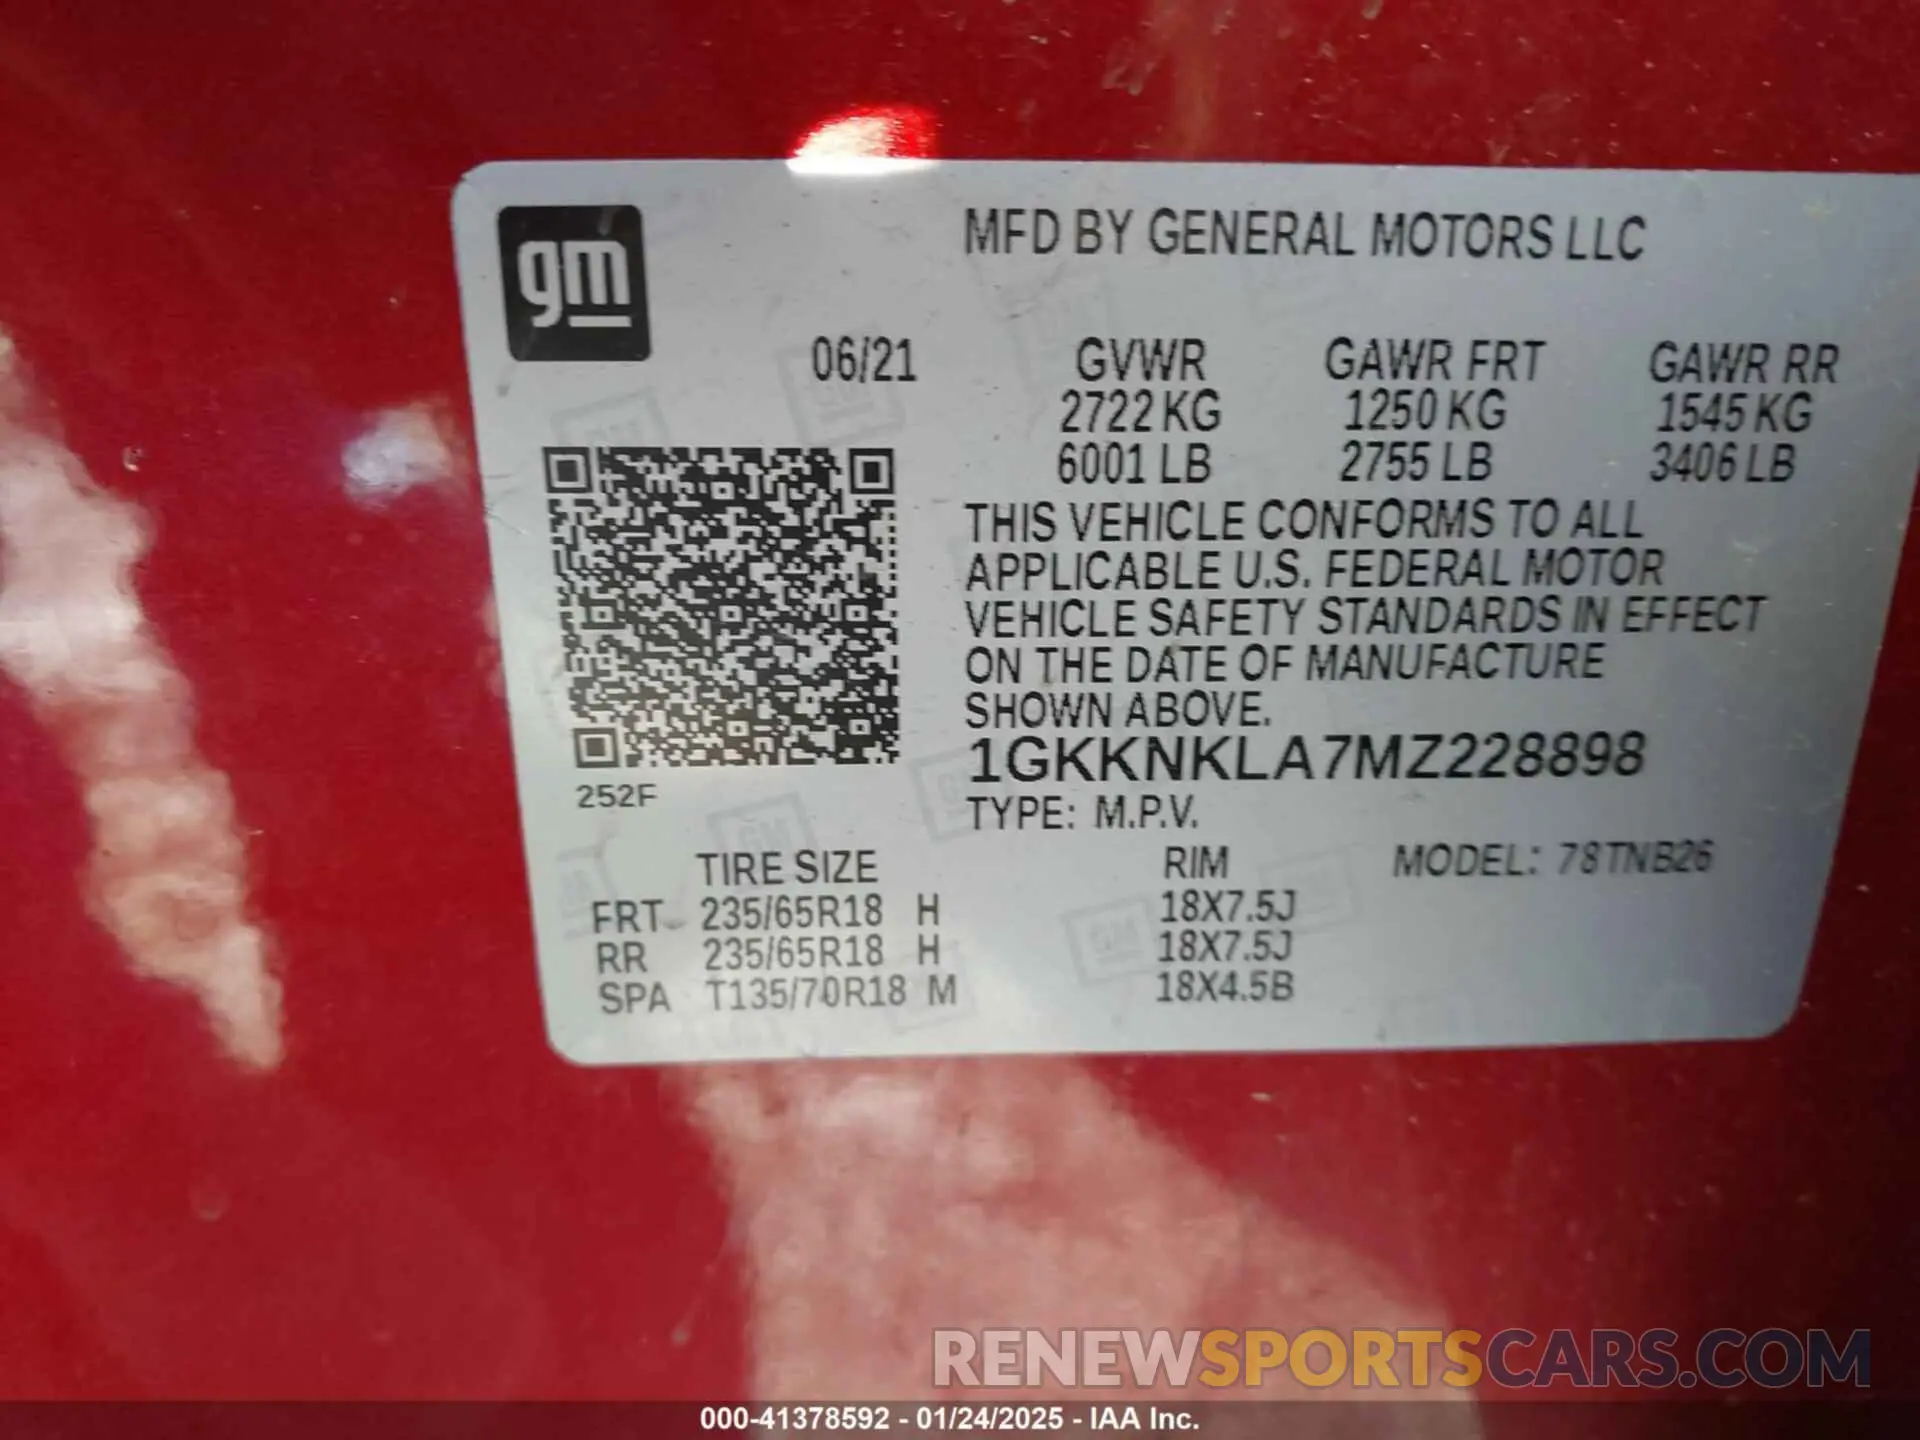 gm
MFD BY GENERAL MOTORS LLC
06/21 GVWR GAWR FRT GAWR RR
2722 KG 1250 KG 1545 KG
6001 LB 2755 LB 3406 LB
THIS VEHICLE CONFORMS TO ALL
APPLICABLE U.S. FEDERAL MOTOR
VEHICLE SAFETY STANDARDS IN EFFECT
ON THE DATE OF MANUFACTURE
SHOWN ABOVE.
1GKKNKLA7MZ228898
252F
TYPE: M.P.V.
TIRE SIZE RIM MODEL: 78TNB26
FRT 235/65R18 H 18X7.5J
RR 235/65R18 H 18X7.5J
SPA T135/70R18 M 18X4.5B
RENEWSPORTSCARS.COM
000-41378592 - 01/24/2025 - IAA Inc.